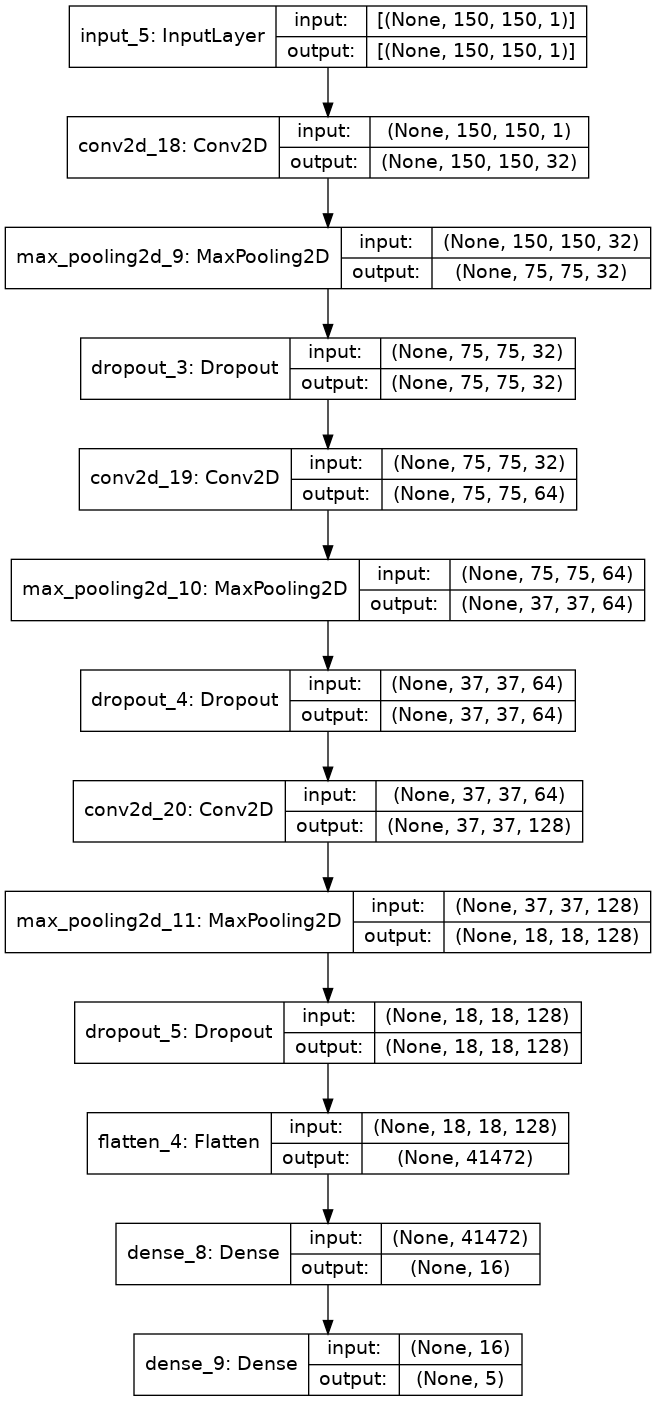 input_5: InputLayer
input: [(None, 150, 150, 1)]
output: [(None, 150, 150, 1)]
conv2d_18: Conv2D
input: (None, 150, 150, 1)
output: (None, 150, 150, 32)
max_pooling2d_9: MaxPooling2D
input: (None, 150, 150, 32)
output: (None, 75, 75, 32)
dropout_3: Dropout
input: (None, 75, 75, 32)
output: (None, 75, 75, 32)
conv2d_19: Conv2D
input: (None, 75, 75, 32)
output: (None, 75, 75, 64)
max_pooling2d_10: MaxPooling2D
input: (None, 75, 75, 64)
output: (None, 37, 37, 64)
dropout_4: Dropout
input: (None, 37, 37, 64)
output: (None, 37, 37, 64)
conv2d_20: Conv2D
input: (None, 37, 37, 64)
output: (None, 37, 37, 128)
max_pooling2d_11: MaxPooling2D
input: (None, 37, 37, 128)
output: (None, 18, 18, 128)
dropout_5: Dropout
input: (None, 18, 18, 128)
output: (None, 18, 18, 128)
flatten_4: Flatten
input: (None, 18, 18, 128)
output: (None, 41472)
dense_8: Dense
input: (None, 41472)
output: (None, 16)
dense_9: Dense
input: (None, 16)
output: (None, 5)